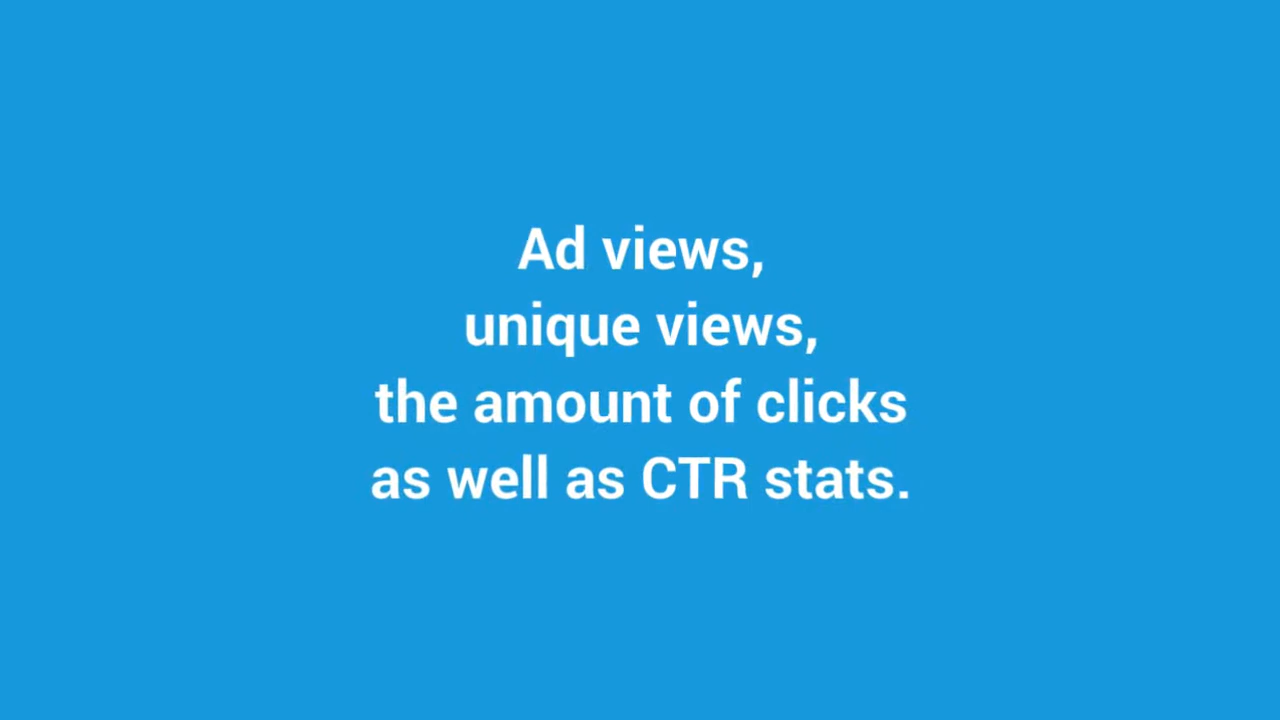 Ad views,
unique views,
the amount of clicks
as well as CTR stats.